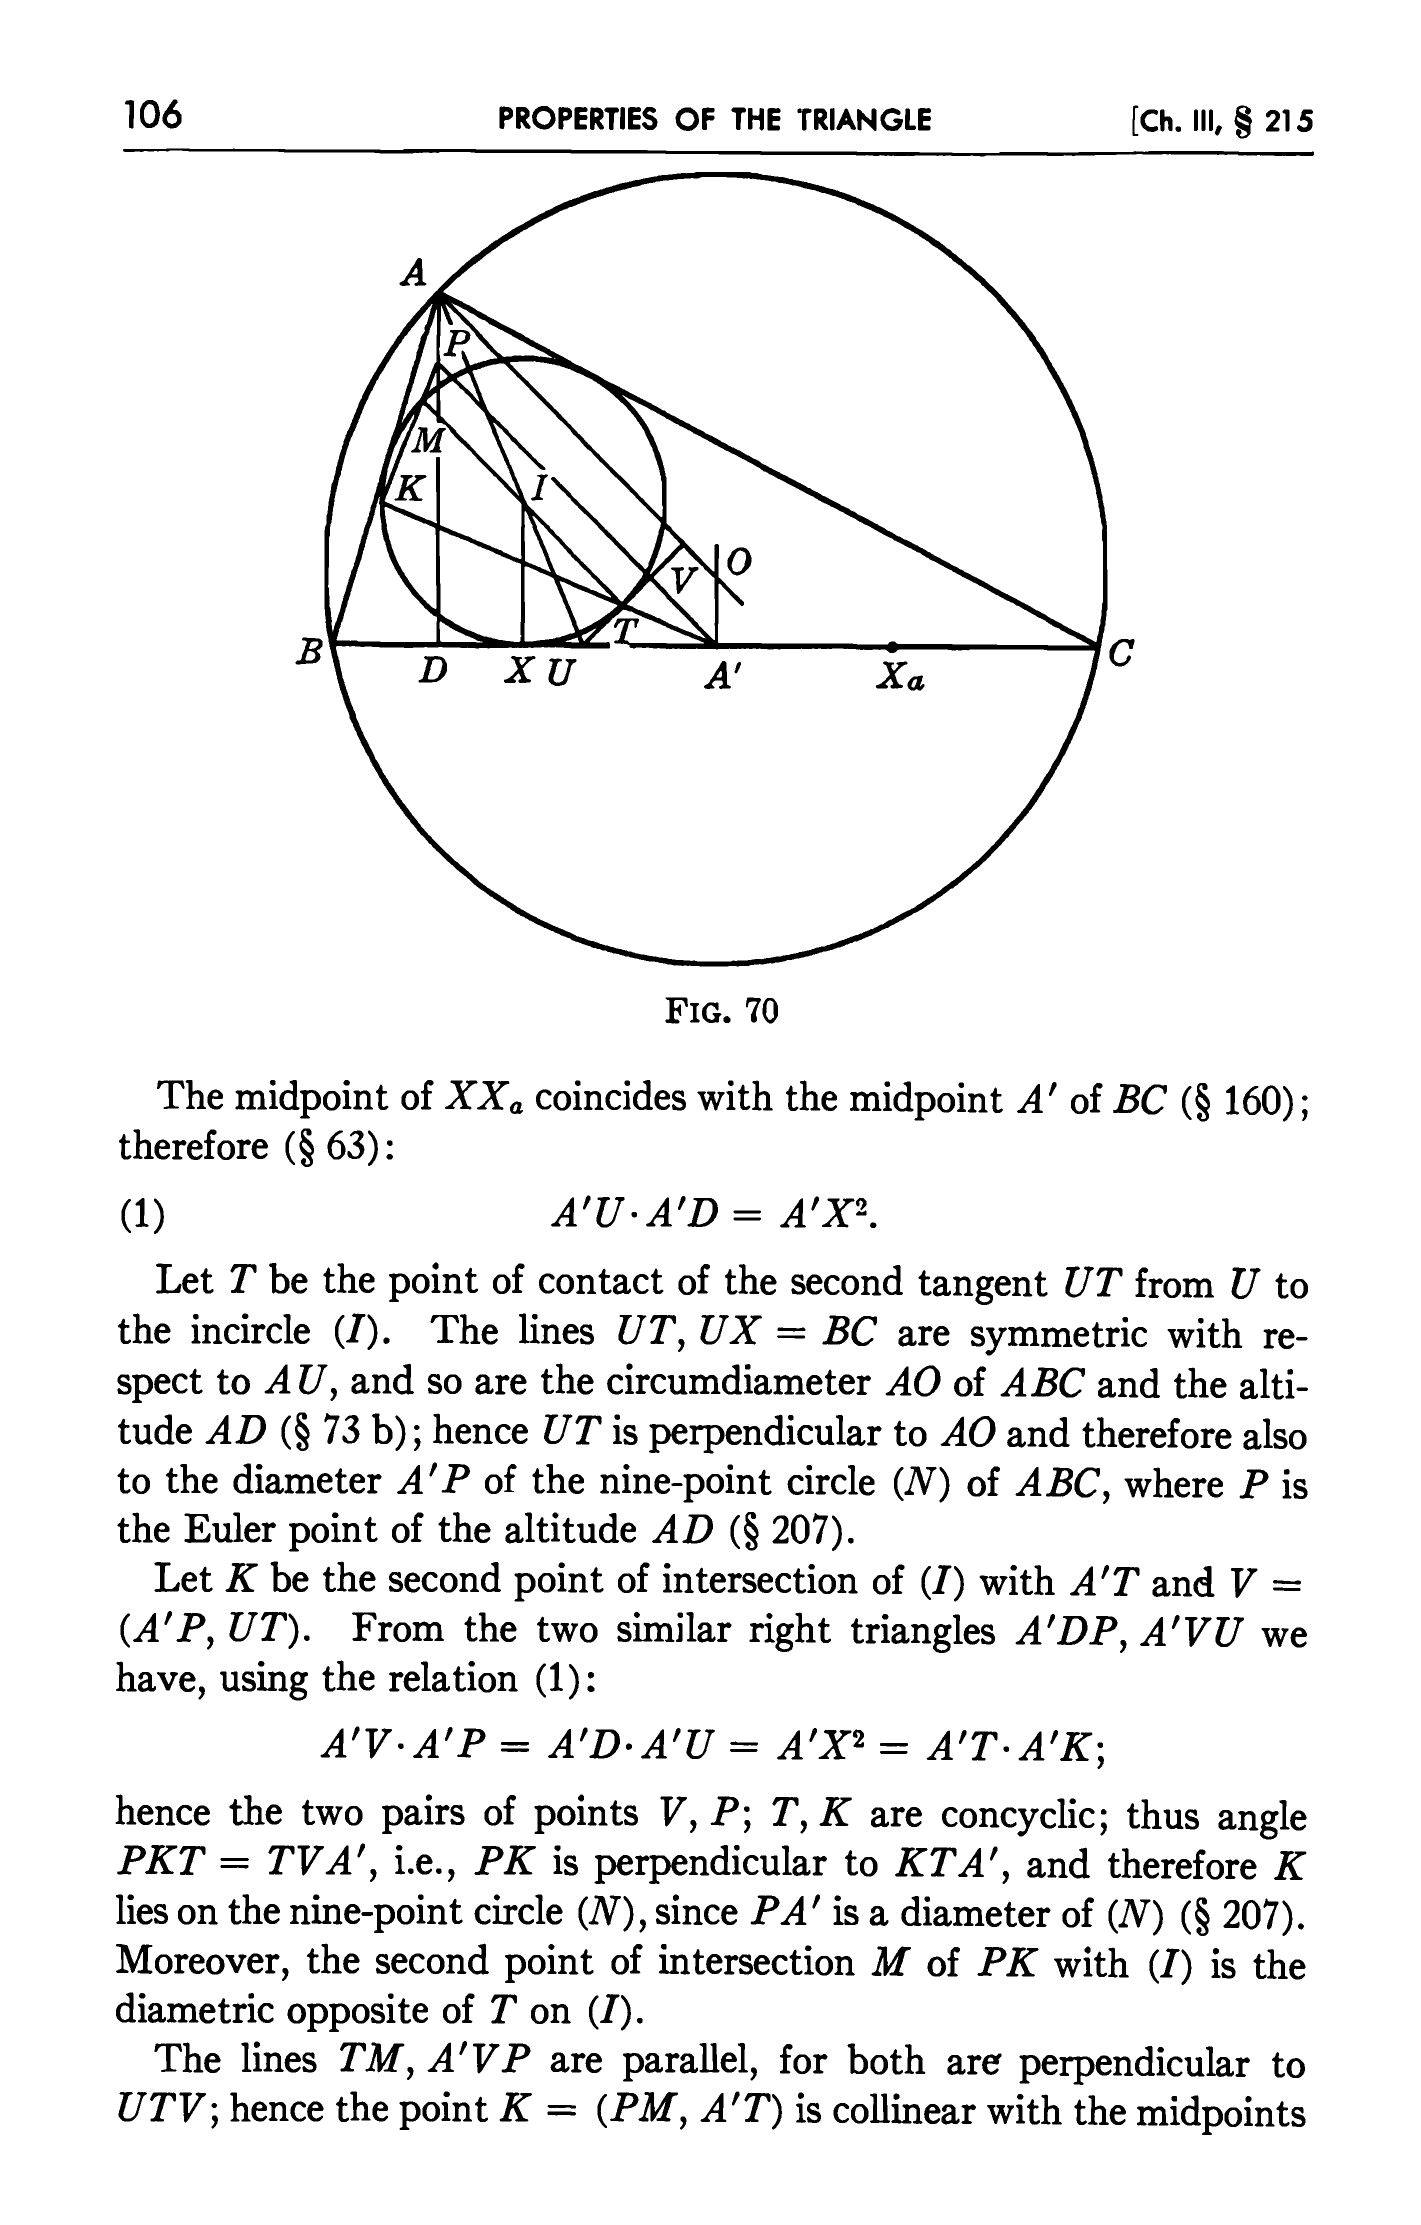 106 PROPERTIES OF THE TRIANGLE [Ch. III, § 215
A
P
M
K
I
O
V
T
B
D X U A′ Xₐ C
FIG. 70
The midpoint of XXₐ coincides with the midpoint A′ of BC (§ 160);
therefore (§ 63):
(1) A′U·A′D = A′X².
Let T be the point of contact of the second tangent UT from U to
the incircle (I). The lines UT, UX = BC are symmetric with re-
spect to AU, and so are the circumdiameter AO of ABC and the alti-
tude AD (§ 73 b); hence UT is perpendicular to AO and therefore also
to the diameter A′P of the nine-point circle (N) of ABC, where P is
the Euler point of the altitude AD (§ 207).
Let K be the second point of intersection of (I) with A′T and V =
(A′P, UT). From the two similar right triangles A′DP, A′VU we
have, using the relation (1):
A′V·A′P = A′D·A′U = A′X² = A′T·A′K;
hence the two pairs of points V, P; T, K are concyclic; thus angle
PKT = TVA′, i.e., PK is perpendicular to KTA′, and therefore K
lies on the nine-point circle (N), since PA′ is a diameter of (N) (§ 207).
Moreover, the second point of intersection M of PK with (I) is the
diametric opposite of T on (I).
The lines TM, A′VP are parallel, for both are perpendicular to
UTV; hence the point K = (PM, A′T) is collinear with the midpoints